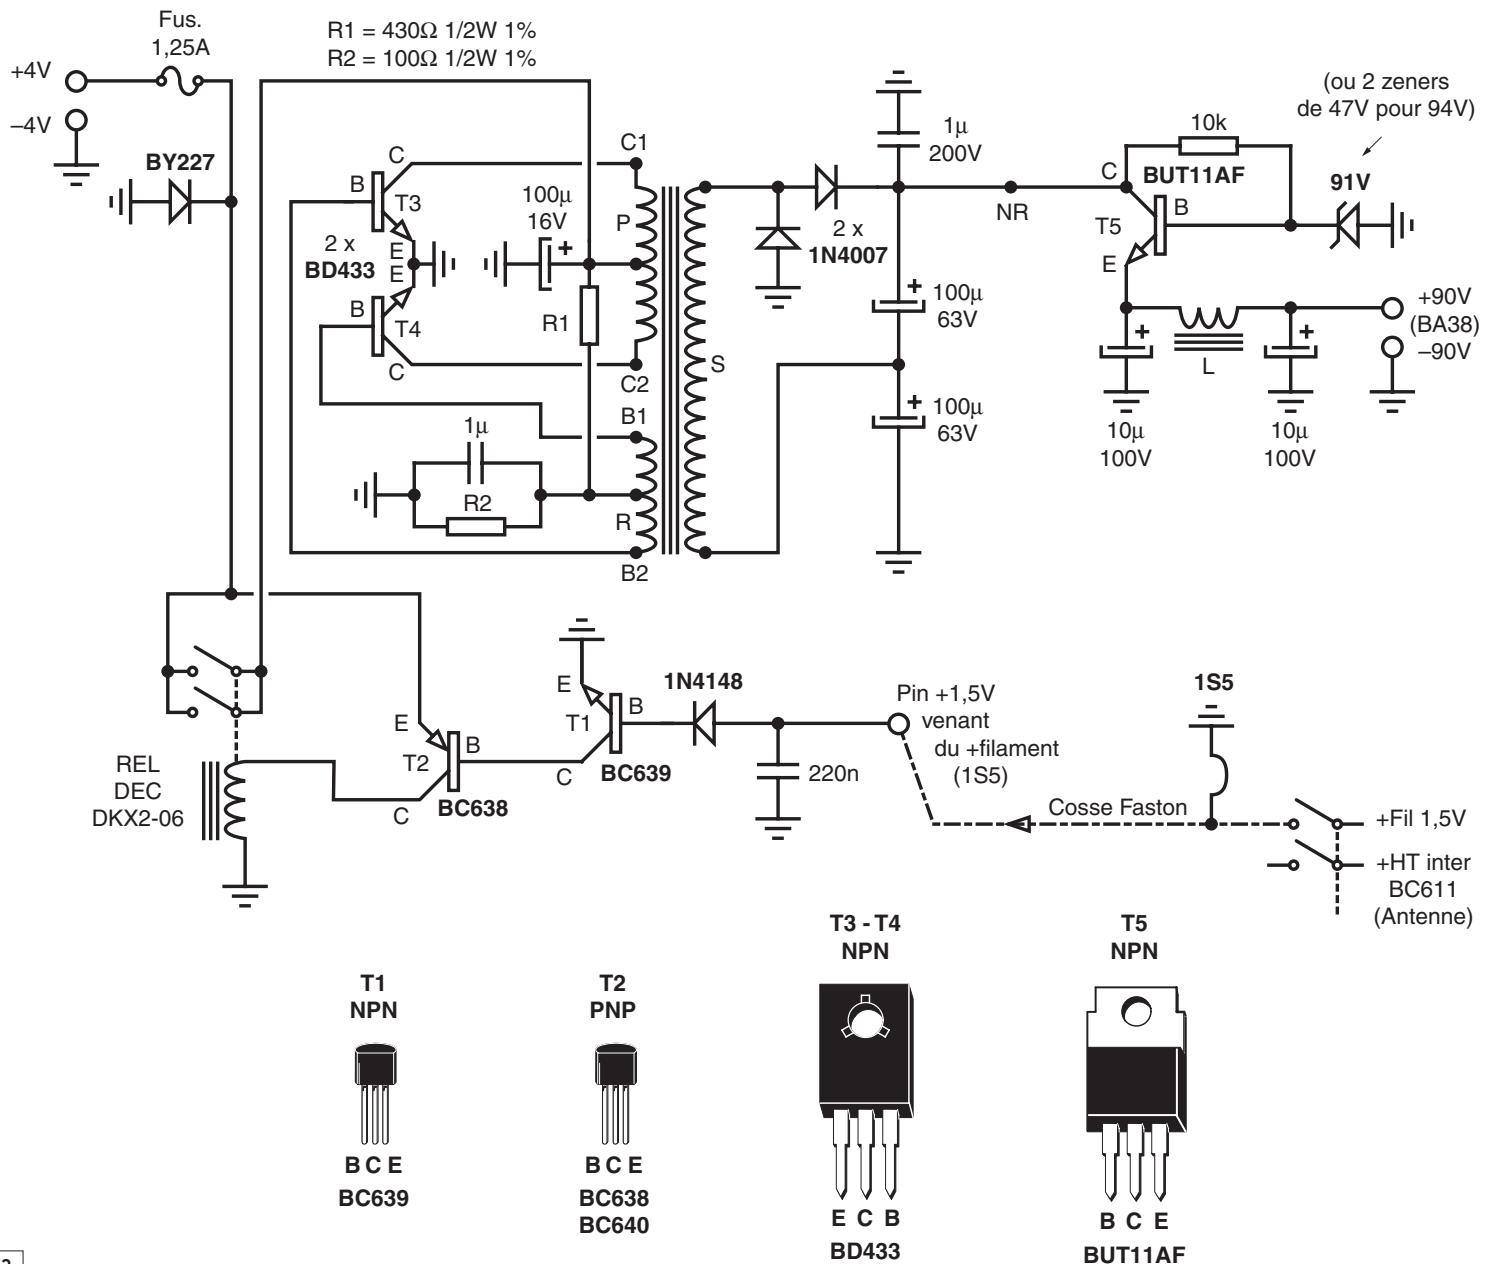 Fus.
1,25A
R1 = 430Ω 1/2W 1%
R2 = 100Ω 1/2W 1%
+4V
–4V
BY227
C
B
T3
E
2 x
BD433
E
B
T4
C
100µ
16V
+
R1
C1
P
C2
B1
R
B2
S
1µ
R2
1µ
200V
2 x
1N4007
+
100µ
63V
+
100µ
63V
NR
(ou 2 zeners
de 47V pour 94V)
10k
C
BUT11AF
91V
B
T5
E
+90V
(BA38)
–90V
+
L
+
10µ
100V
10µ
100V
REL
DEC
DKX2-06
E
T2
B
C
BC638
E
T1
B
C
BC639
1N4148
220n
Pin +1,5V
venant
du +filament
(1S5)
1S5
Cosse Faston
+Fil 1,5V
+HT inter
BC611
(Antenne)
T1
NPN
B C E
BC639
T2
PNP
B C E
BC638
BC640
T3 - T4
NPN
E C B
BD433
T5
NPN
B C E
BUT11AF